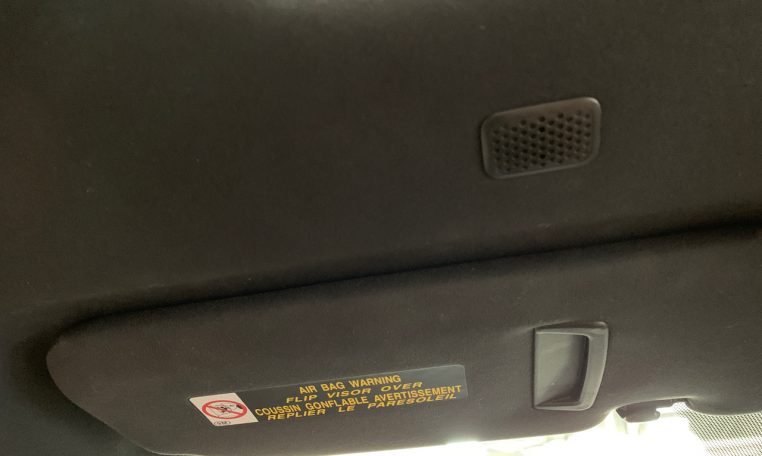 AIR BAG WARNING
FLIP VISOR OVER
COUSSIN GONFLABLE AVERTISSEMENT
REPLIER LE PARESOLEIL